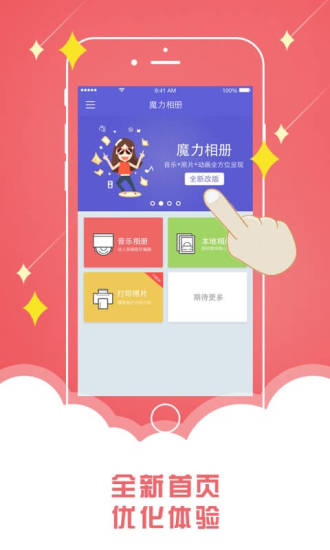 9:41 AM
100%
魔力相册
魔力相册
音乐+照片+动画全方位呈现
全新改版
音乐相册
本地相
打印照片
期待更多
全新首页
优化体验